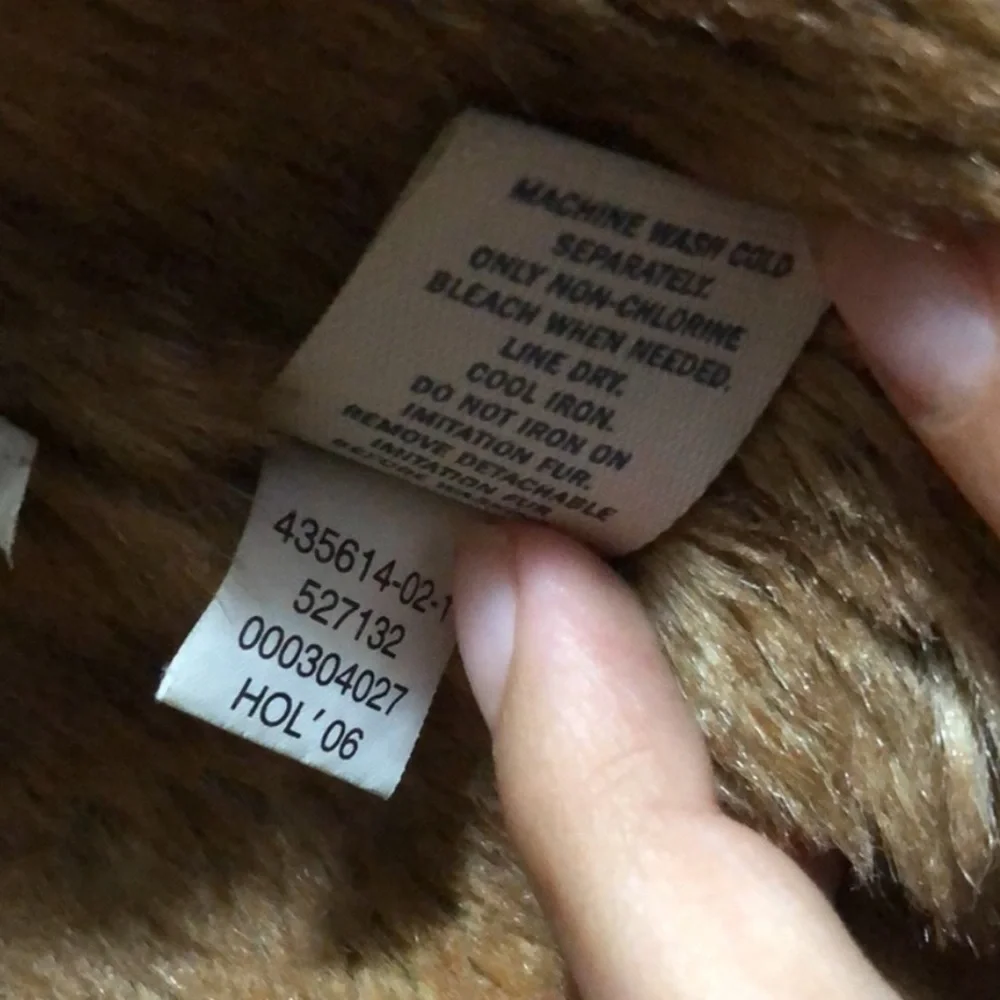 MACHINE WASH COLD
SEPARATELY.
ONLY NON-CHLORINE
BLEACH WHEN NEEDED.
LINE DRY.
COOL IRON.
DO NOT IRON ON
IMITATION FUR.
REMOVE DETACHABLE
IMITATION FUR
BEFORE
435614-02-1
527132
000304027
HOL'06